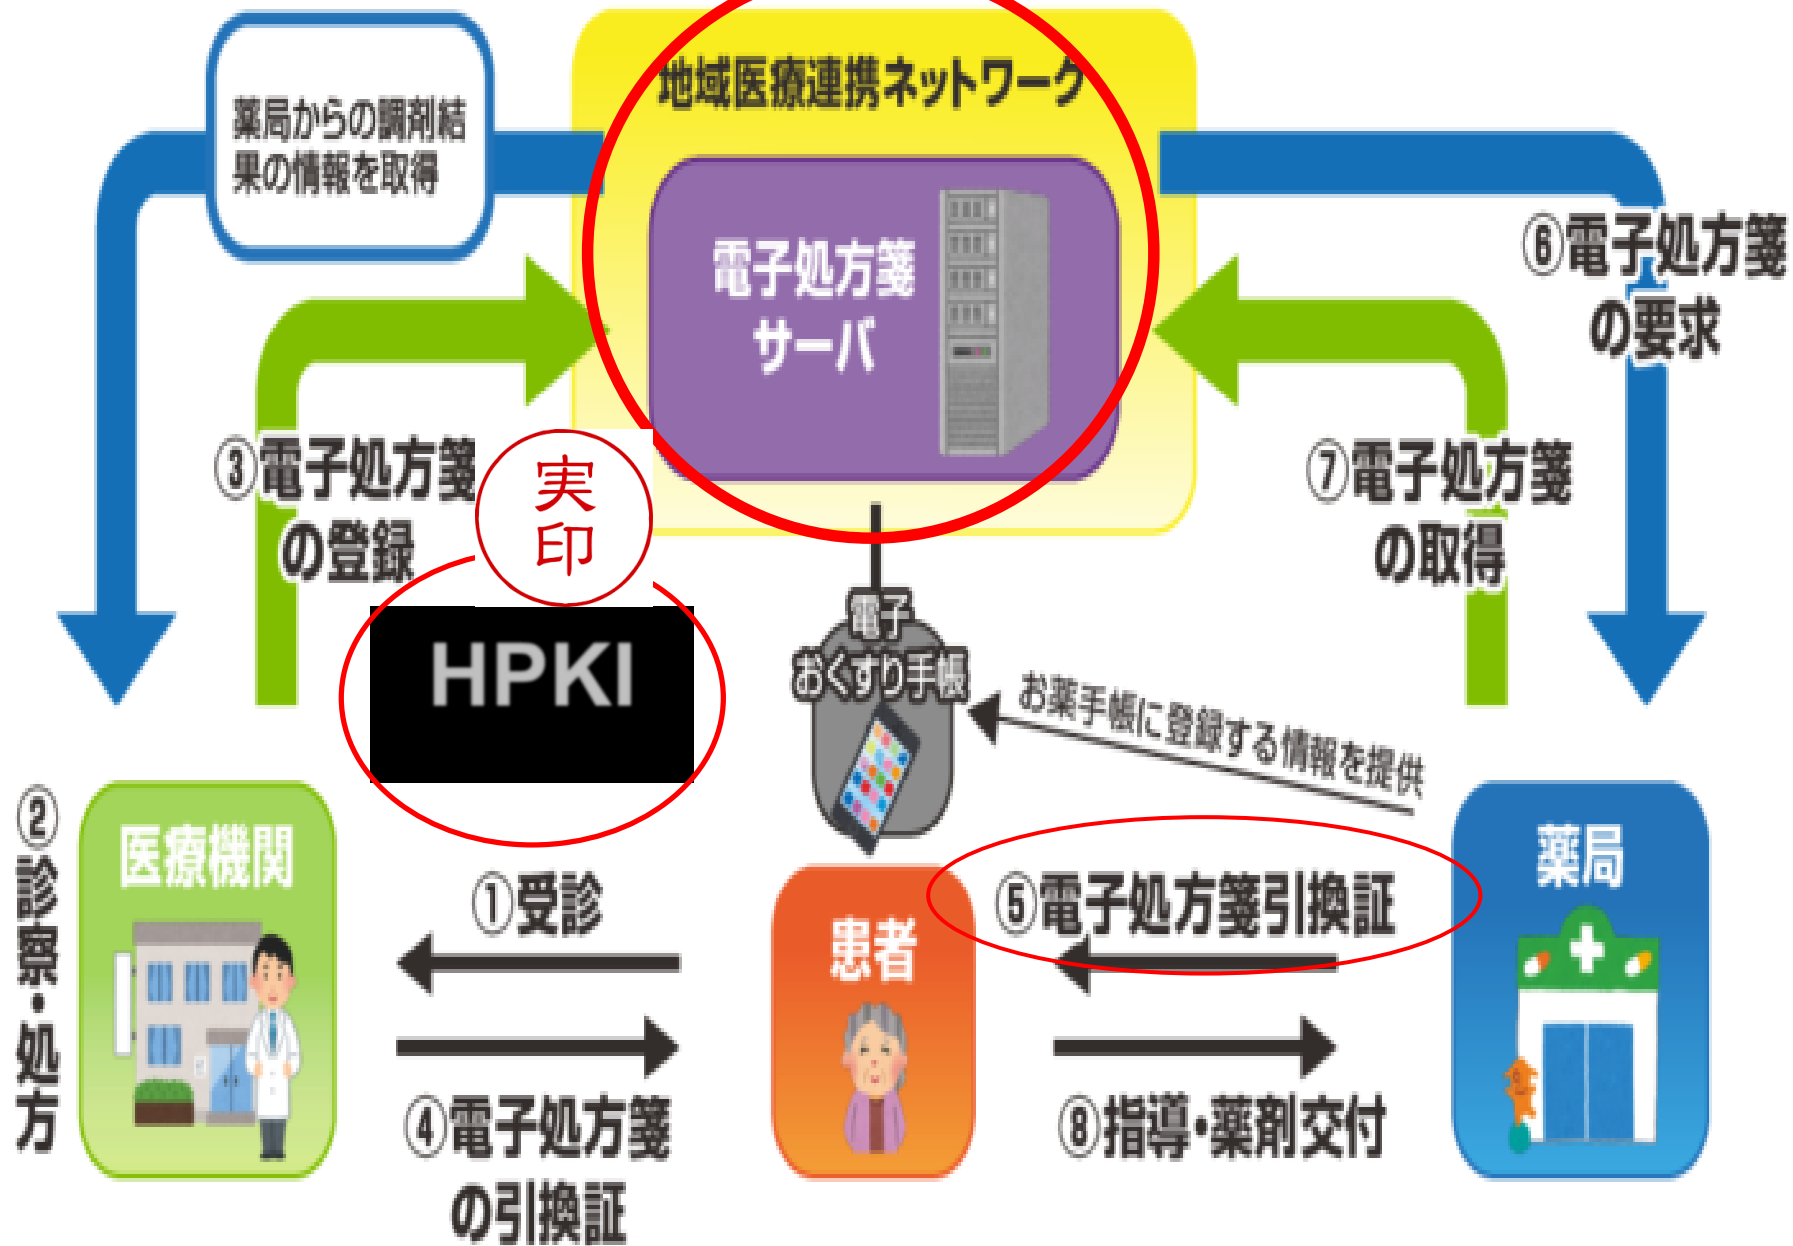 地域医療連携ネットワーク
薬局からの調剤結
果の情報を取得
電子処方箋
サーバ
⑥電子処方箋
の要求
③電子処方箋
の登録
実
印
⑦電子処方箋
の取得
HPKI
電子
おくすり手帳
お薬手帳に登録する情報を提供
②診察・処方
医療機関
①受診
患者
⑤電子処方箋引換証
薬局
④電子処方箋
の引換証
⑧指導・薬剤交付